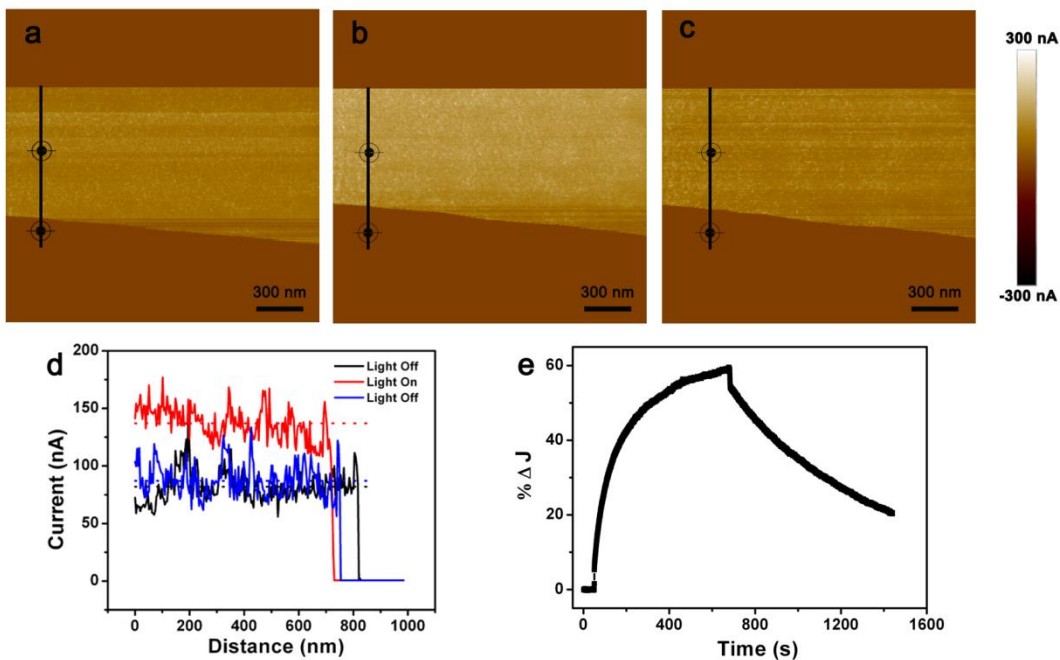 a
b
c
300 nA
-300 nA
300 nm
300 nm
300 nm
d
Light Off
Light On
Light Off
200
150
100
50
0
Current (nA)
0 200 400 600 800 1000
Distance (nm)
e
60
40
20
0
% Δ J
0 400 800 1200 1600
Time (s)